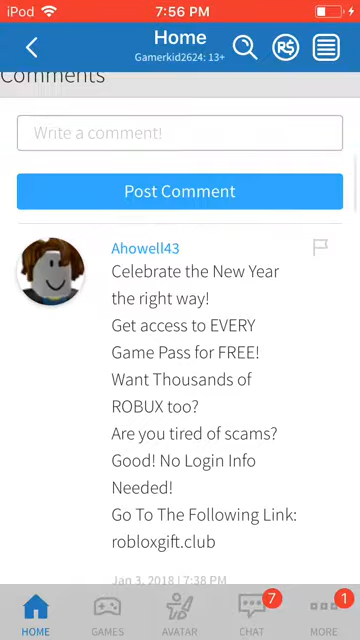 iPod 7:56 PM
Home
Gamerkid2624: 13+
R$
Comments
Write a comment!
Post Comment
Ahowell43
Celebrate the New Year
the right way!
Get access to EVERY
Game Pass for FREE!
Want Thousands of
ROBUX too?
Are you tired of scams?
Good! No Login Info
Needed!
Go To The Following Link:
robloxgift.club
Jan 3, 2018 | 7:38 PM
7
1
HOME GAMES AVATAR CHAT MORE